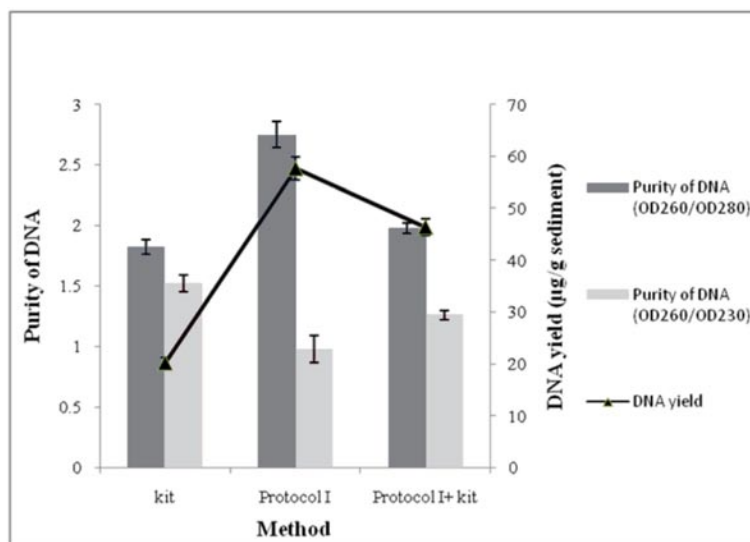 3
2.5
2
1.5
1
0.5
0
Purity of DNA
70
60
50
40
30
20
10
0
DNA yield (µg/g sediment)
kit
Protocol I
Protocol I+ kit
Method
Purity of DNA
(OD260/OD280)
Purity of DNA
(OD260/OD230)
DNA yield